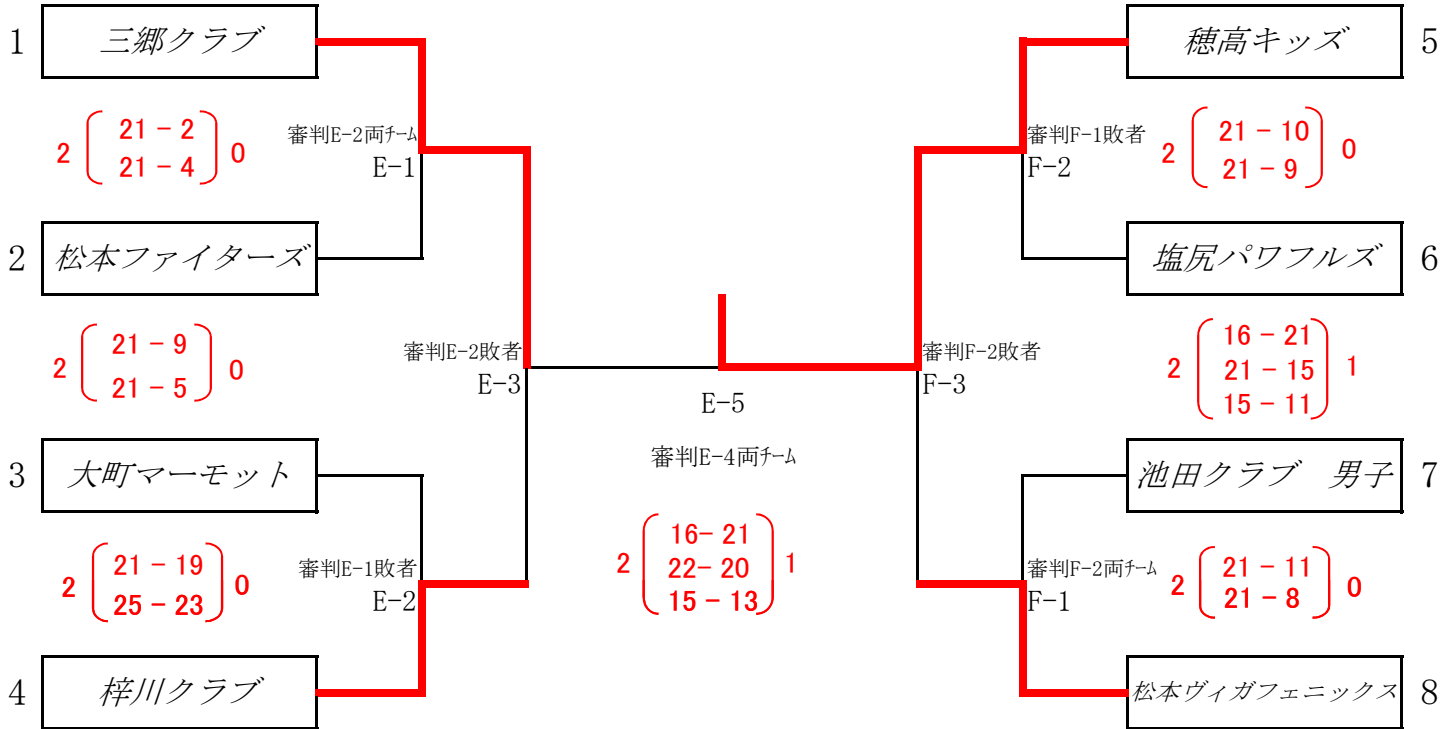 1 三郷クラブ
2 21 - 2 0
21 - 4
審判E-2両チーム
E-1
2 松本ファイターズ
2 21 - 9 0
21 - 5
審判E-2敗者
E-3
3 大町マーモット
2 21 - 19 0
25 - 23
審判E-1敗者
E-2
4 梓川クラブ
E-5
審判E-4両チーム
2 16- 21 1
22- 20
15 - 13
穂高キッズ 5
審判F-1敗者
F-2
2 21 - 10 0
21 - 9
塩尻パワフルズ 6
審判F-2敗者
F-3
16 - 21
2 21 - 15 1
15 - 11
池田クラブ 男子 7
審判F-2両チーム
F-1
2 21 - 11 0
21 - 8
松本ヴィガフェニックス 8